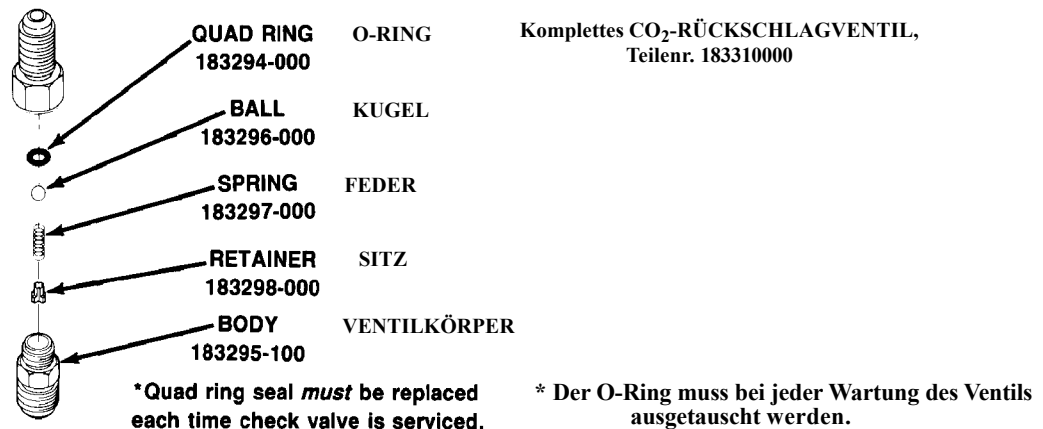 QUAD RING O-RING Komplettes CO₂-RÜCKSCHLAGVENTIL,
183294-000 Teilenr. 183310000
BALL KUGEL
183296-000
SPRING FEDER
183297-000
RETAINER SITZ
183298-000
BODY VENTILKÖRPER
183295-100
*Quad ring seal must be replaced
each time check valve is serviced.
* Der O-Ring muss bei jeder Wartung des Ventils
ausgetauscht werden.